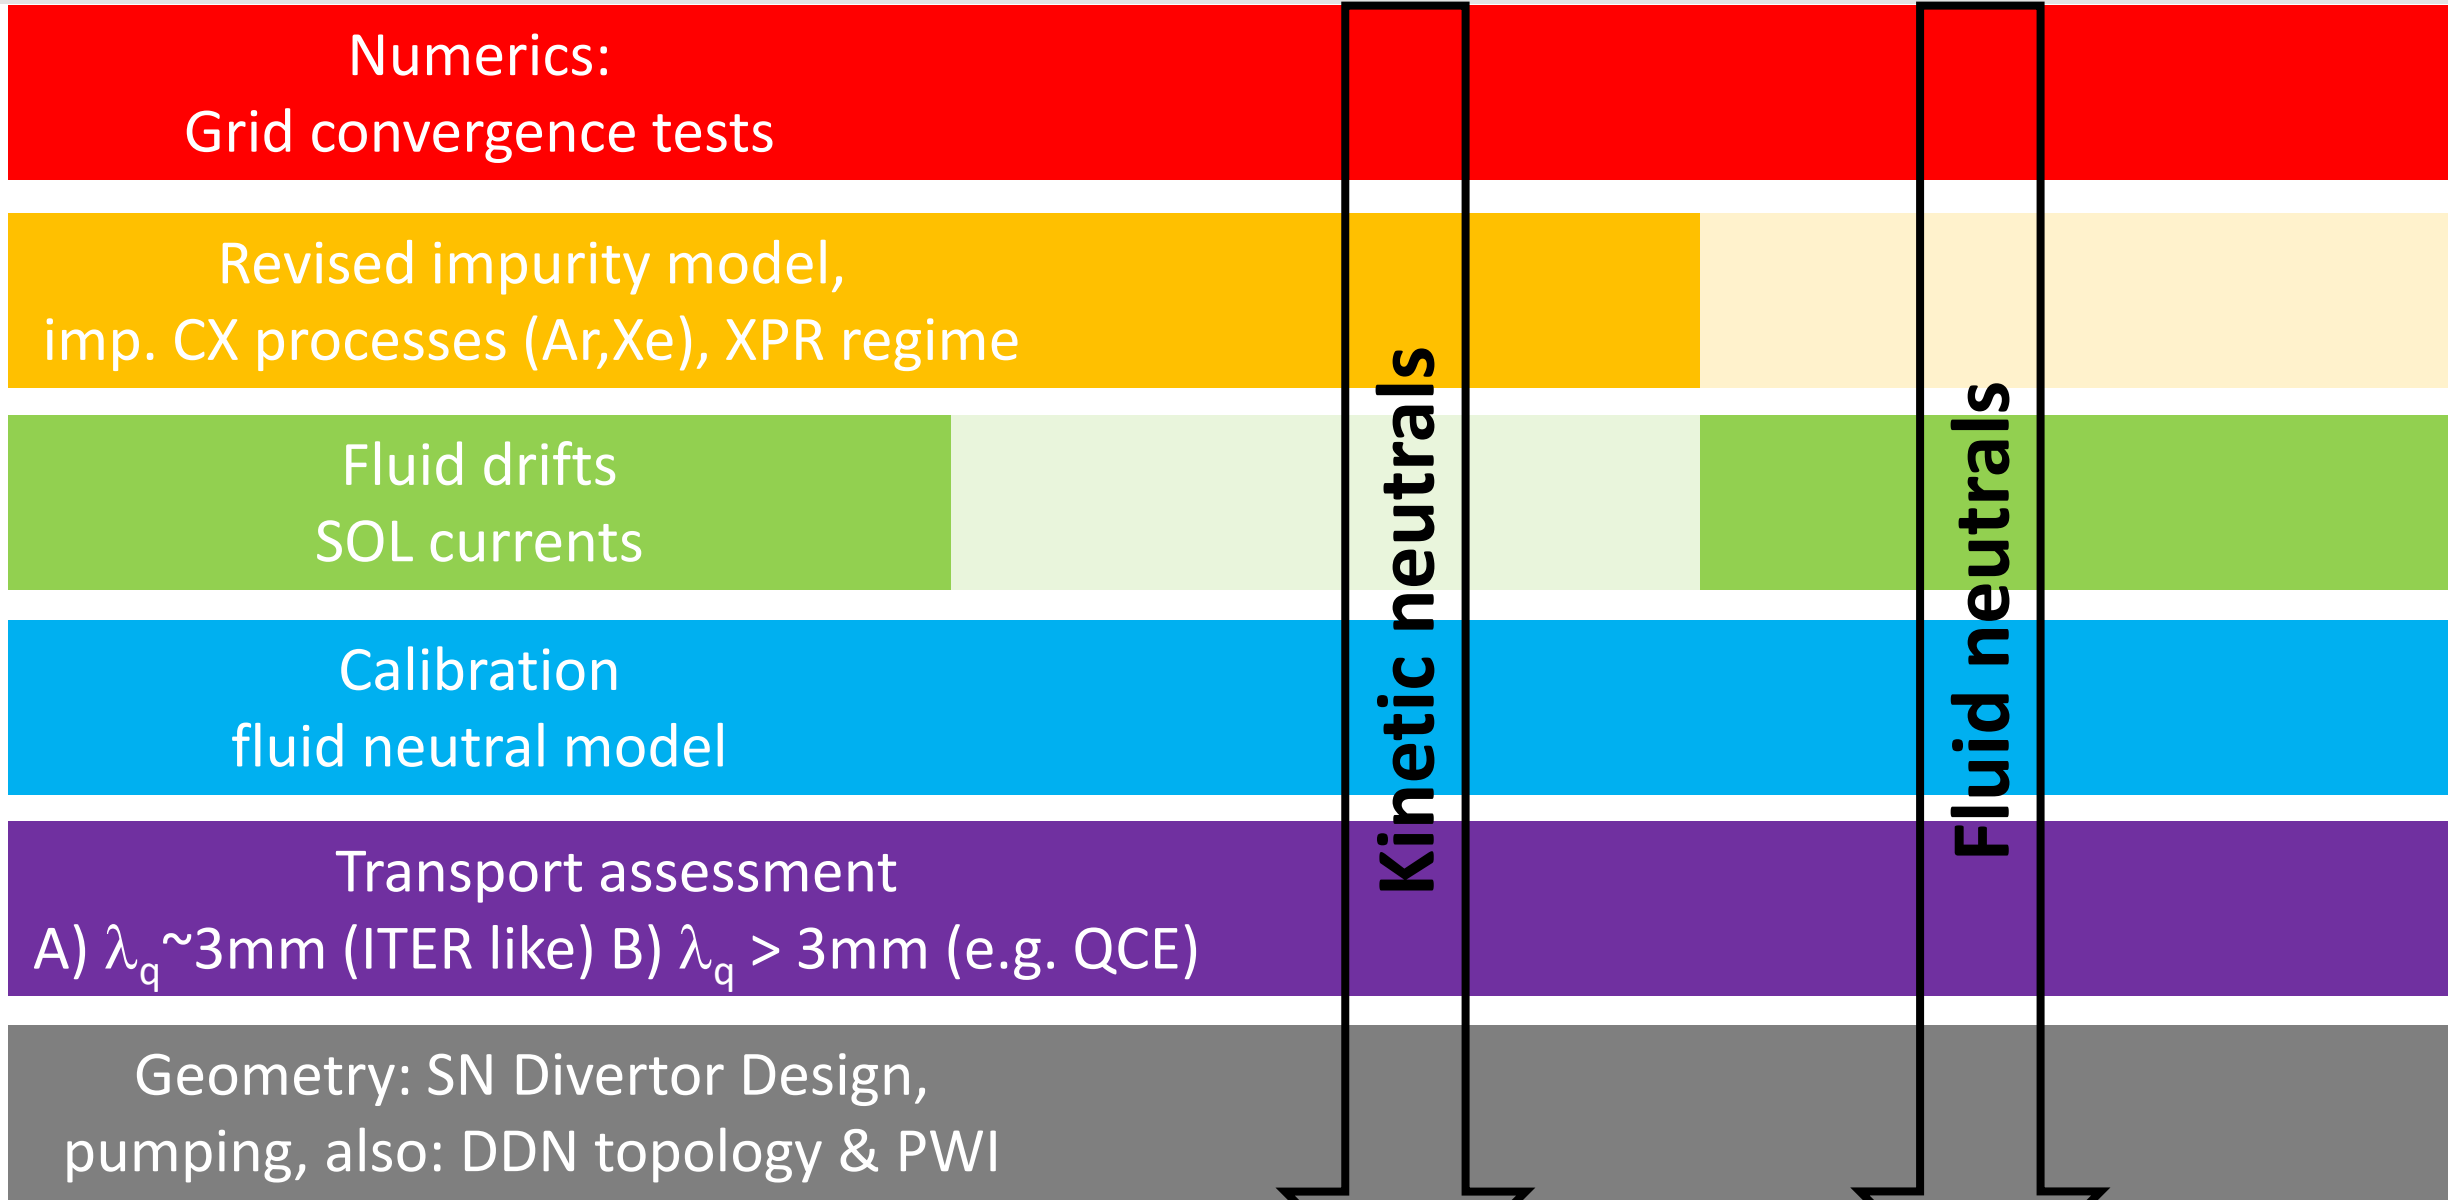 Numerics:
Grid convergence tests
Revised impurity model,
imp. CX processes (Ar,Xe), XPR regime
Fluid drifts
SOL currents
Calibration
fluid neutral model
Transport assessment
A) λq~3mm (ITER like) B) λq > 3mm (e.g. QCE)
Geometry: SN Divertor Design,
pumping, also: DDN topology & PWI
Kinetic neutrals
Fluid neutrals